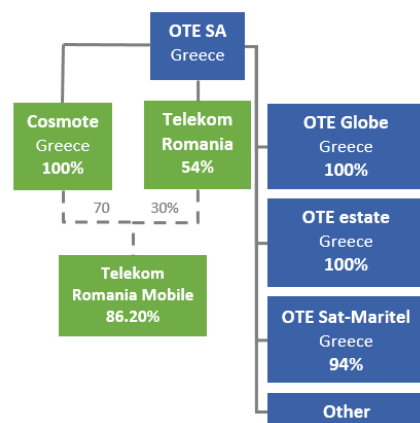 OTE SA
Greece
Cosmote
Greece
100%
Telekom
Romania
54%
OTE Globe
Greece
100%
70
30%
OTE estate
Greece
100%
Telekom
Romania Mobile
86.20%
OTE Sat-Maritel
Greece
94%
Other